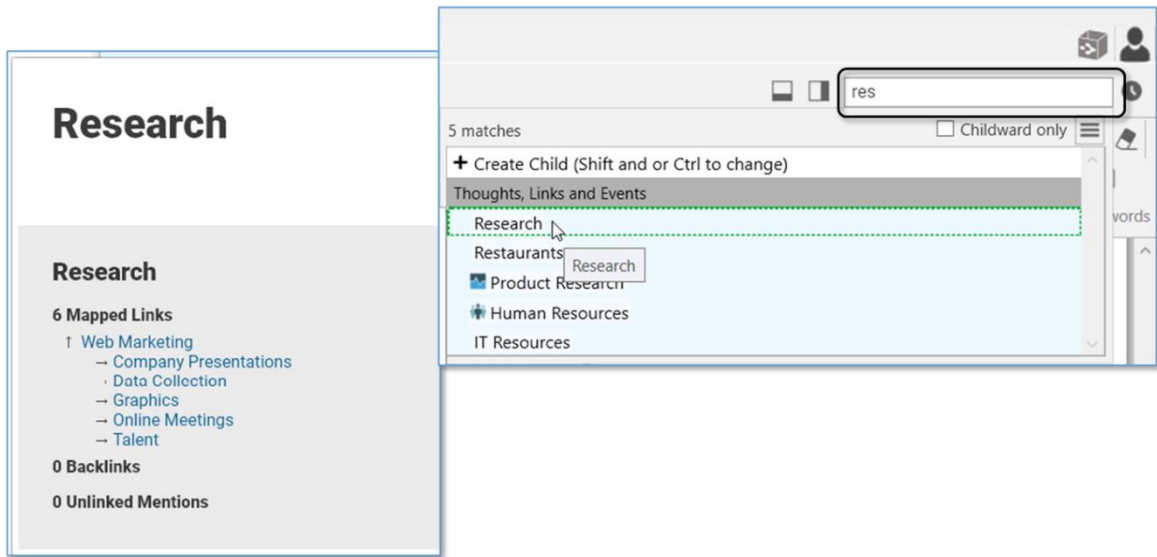 Research
Research
6 Mapped Links
↑ Web Marketing
→ Company Presentations
→ Data Collection
→ Graphics
→ Online Meetings
→ Talent
0 Backlinks
0 Unlinked Mentions
res
5 matches
Childward only
+ Create Child (Shift and or Ctrl to change)
Thoughts, Links and Events
Research
Restaurants
Research
Product Research
Human Resources
IT Resources
words